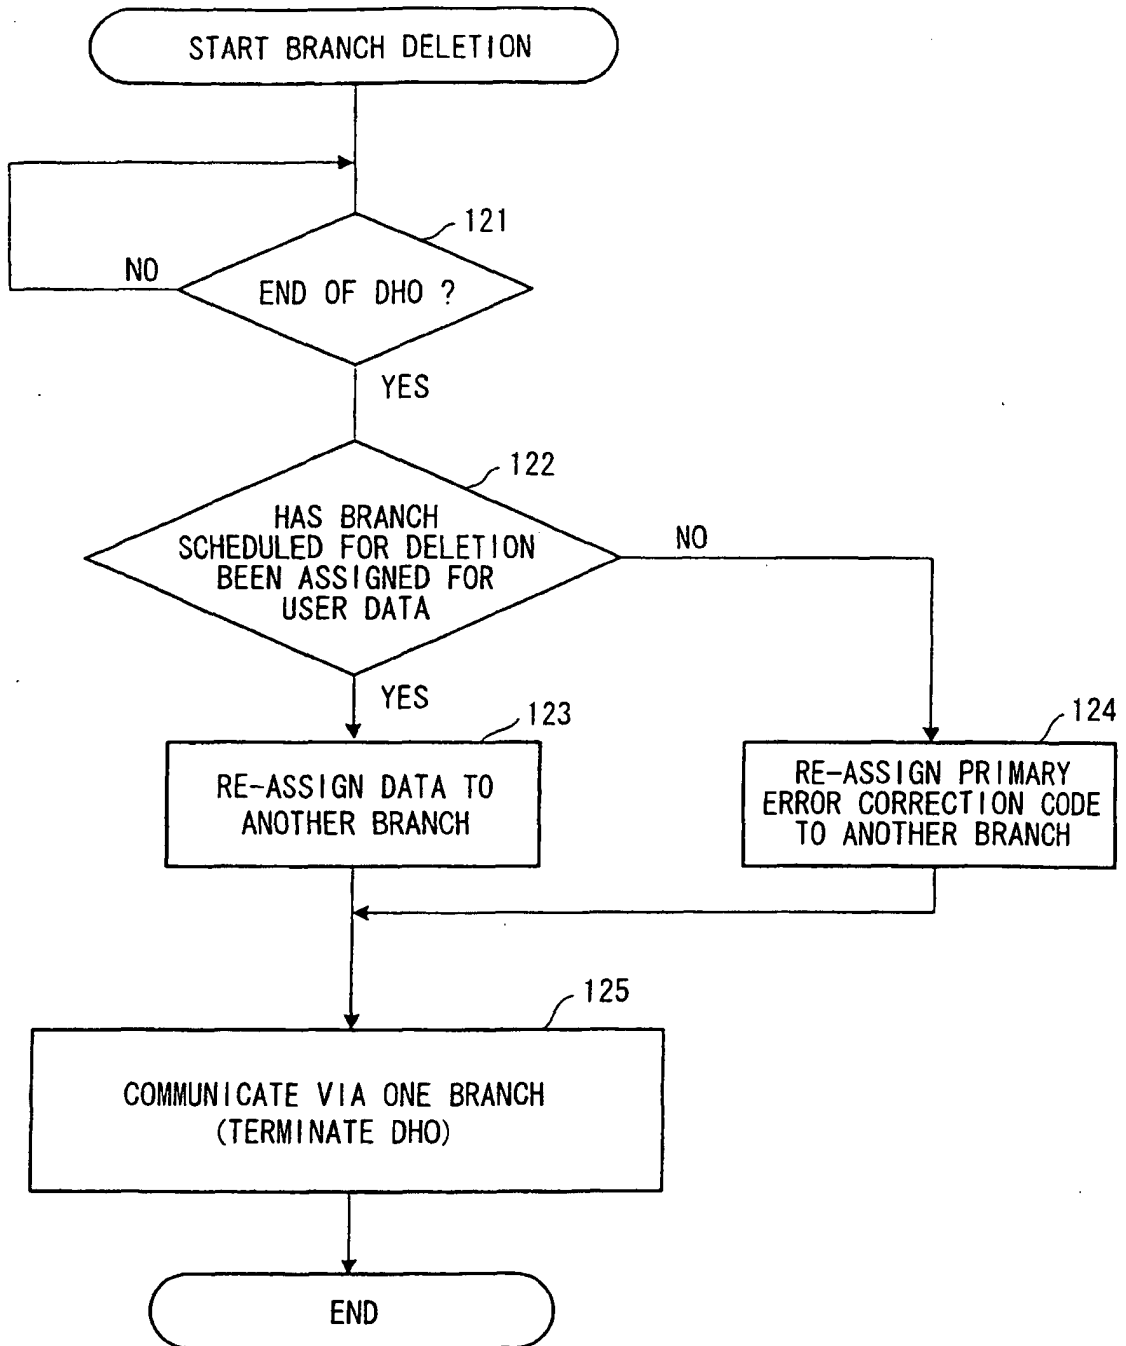 START BRANCH DELETION
121
NO
END OF DHO ?
YES
122
HAS BRANCH
SCHEDULED FOR DELETION
BEEN ASSIGNED FOR
USER DATA
NO
YES
123
RE-ASSIGN DATA TO
ANOTHER BRANCH
124
RE-ASSIGN PRIMARY
ERROR CORRECTION CODE
TO ANOTHER BRANCH
125
COMMUNICATE VIA ONE BRANCH
(TERMINATE DHO)
END